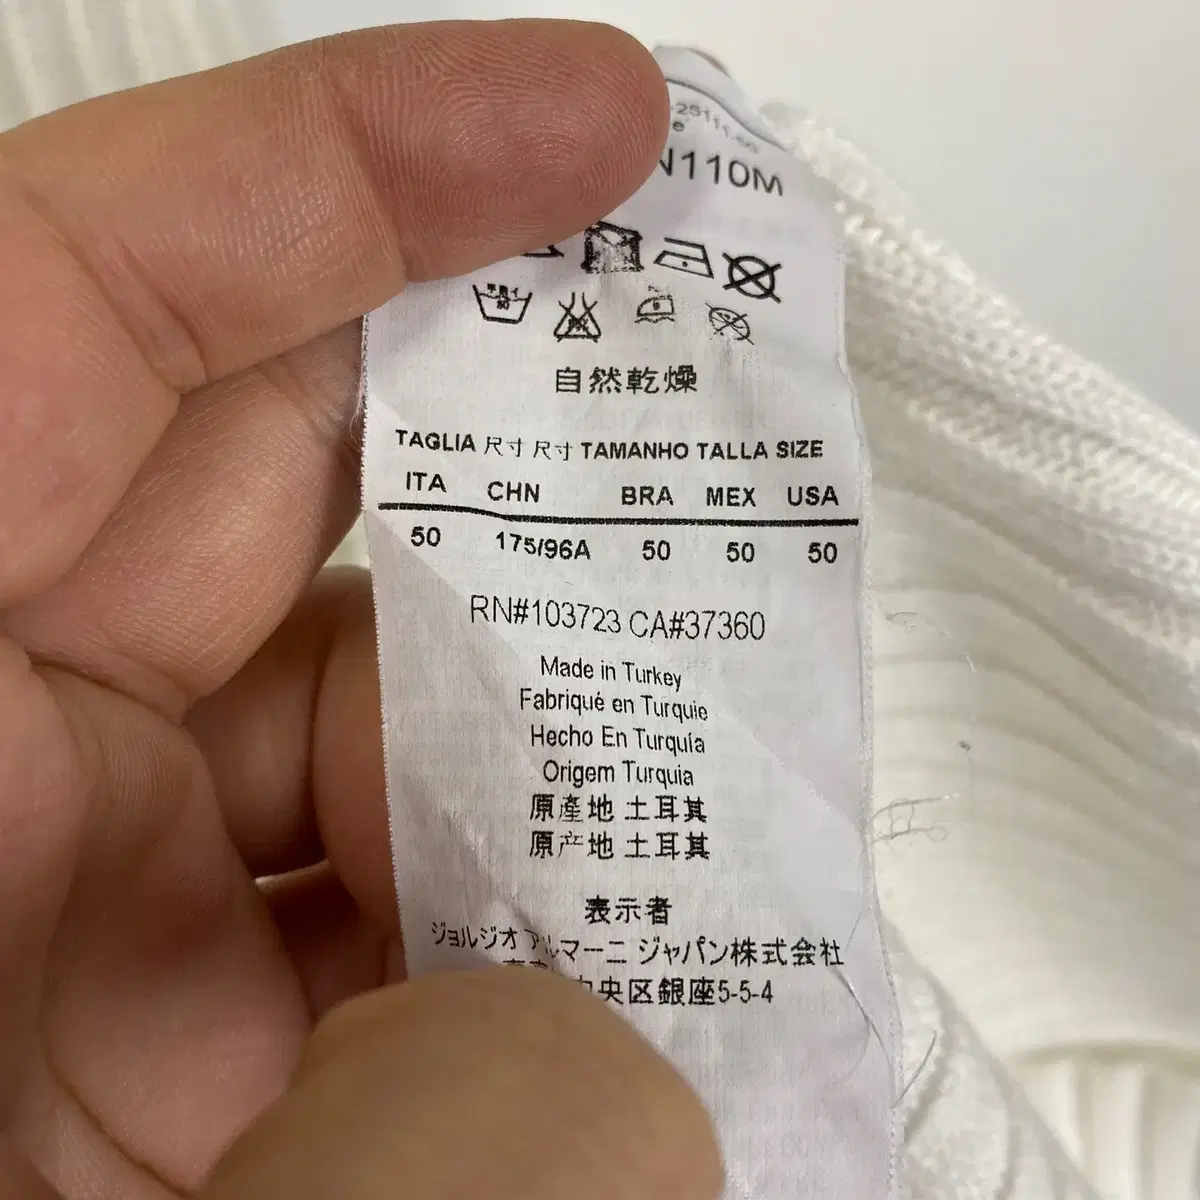 N110M
自然乾燥
TAGLIA 尺寸 尺寸 TAMANHO TALLA SIZE
ITA CHN BRA MEX USA
50 175/96A 50 50 50
RN#103723 CA#37360
Made in Turkey
Fabriqué en Turquie
Hecho En Turquía
Origem Turquia
原產地 土耳其
原产地 土耳其
表示者
ジョルジオ アルマーニ ジャパン株式会社
中央区銀座5-5-4